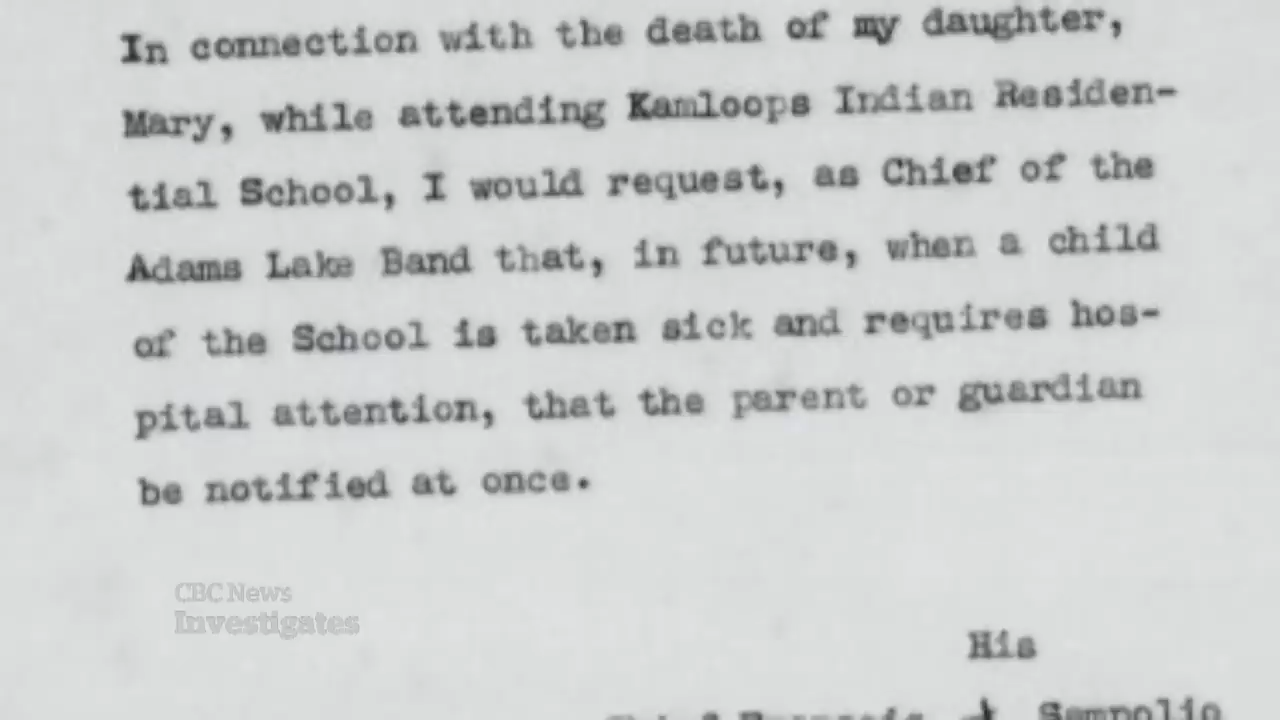 In connection with the death of my daughter,
Mary, while attending Kamloops Indian Residen-
tial School, I would request, as Chief of the
Adams Lake Band that, in future, when a child
of the School is taken sick and requires hos-
pital attention, that the parent or guardian
be notified at once.
CBC News
Investigates
His